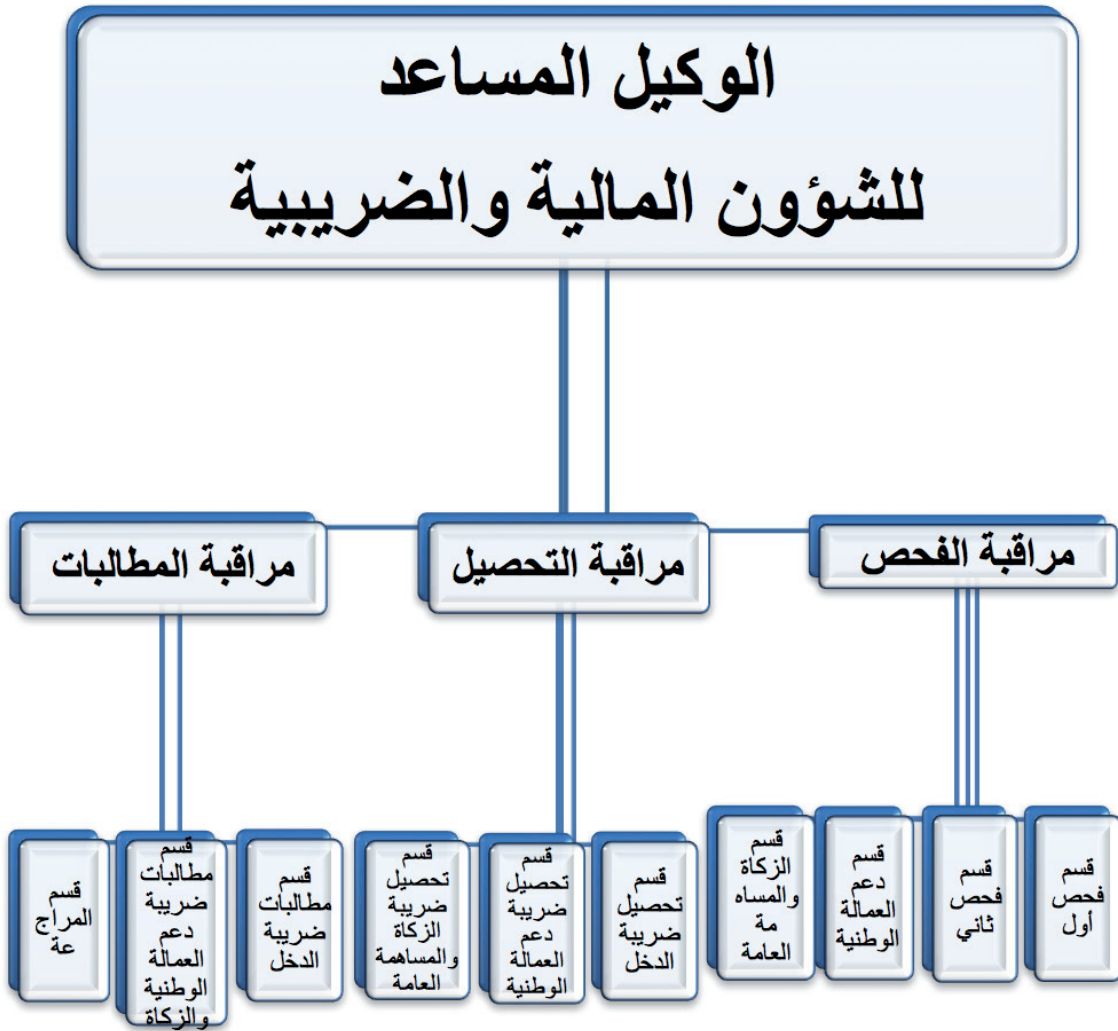 الوكيل المساعد
للشؤون المالية والضريبية
مراقبة الفحص
مراقبة التحصيل
مراقبة المطالبات
قسم
فحص
أول
قسم
فحص
ثاني
قسم
دعم
العمالة
الوطنية
قسم
الزكاة
والمساه
مة
العامة
قسم
تحصيل
ضريبة
الدخل
قسم
تحصيل
ضريبة
دعم
العمالة
الوطنية
قسم
تحصيل
ضريبة
الزكاة
والمساهمة
العامة
قسم
مطالبات
ضريبة
الدخل
قسم
مطالبات
ضريبة
دعم
العمالة
الوطنية
والزكاة
قسم
المراج
عة